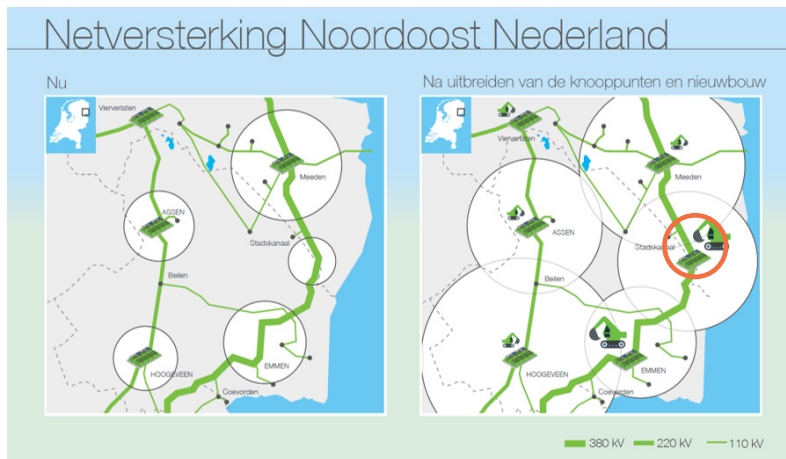 Netversterking Noordoost Nederland
Nu
Vierverlaten
Meeden
ASSEN
Stadskanaal
Beilen
HOOGEVEEN
EMMEN
Coevorden
Na uitbreiden van de knooppunten en nieuwbouw
Vierverlaten
Meeden
ASSEN
Stadskanaal
Beilen
HOOGEVEEN
EMMEN
Coevorden
380 kV
220 kV
110 kV